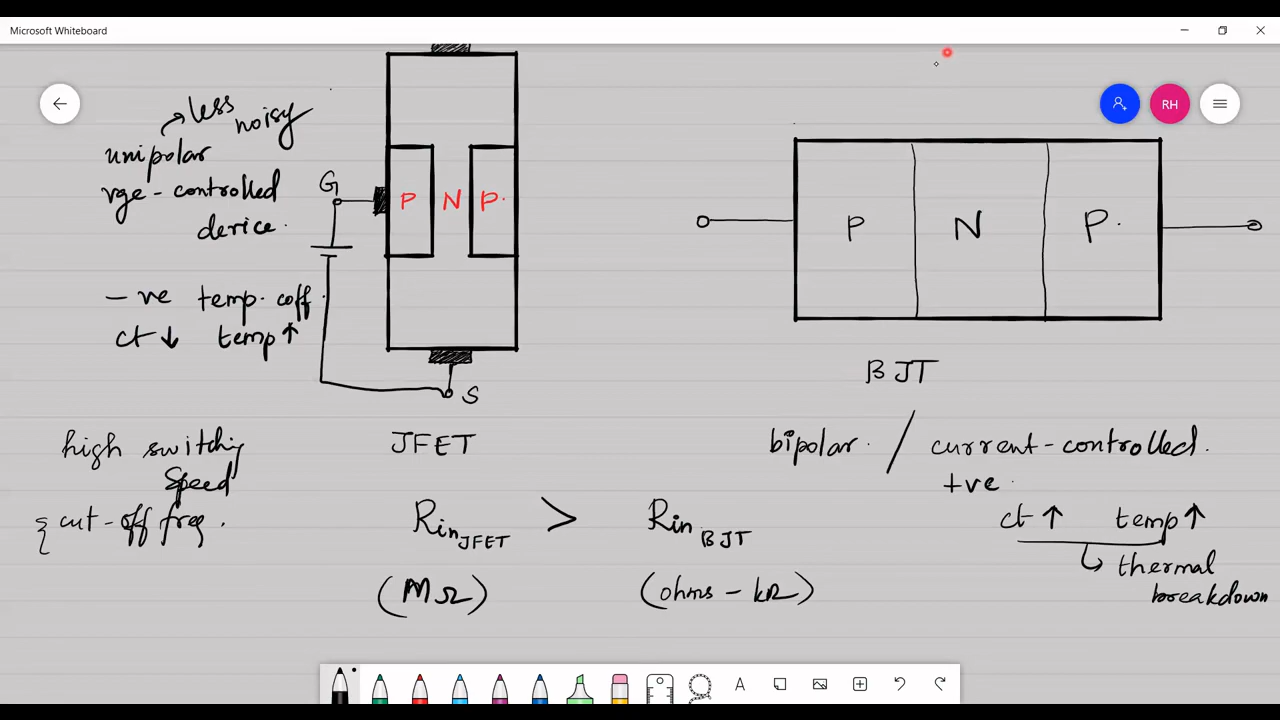 Microsoft Whiteboard
RH
less
noisy
unipolar
vge-controlled
device.
G
P N P.
-ve temp. coff.
ct ↓ temp ↑
S
JFET
high switching
speed
& cut-off freq.
P N P.
BJT
bipolar. / current-controlled.
+ve.
ct ↑ temp ↑
↳ thermal
breakdown
Rin JFET > Rin BJT
(MΩ) (ohms - kΩ)
A